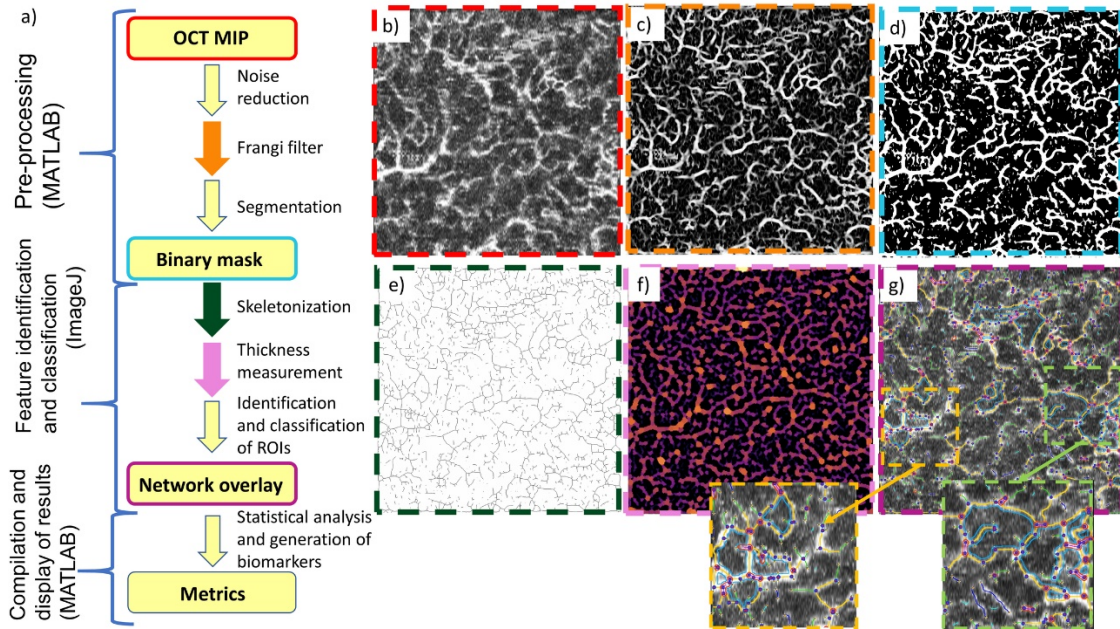 a)
Pre-processing
(MATLAB)
OCT MIP
Noise
reduction
Frangi filter
Segmentation
Binary mask
Feature identification
and classification
(ImageJ)
Skeletonization
Thickness
measurement
Identification
and classification
of ROIs
Network overlay
Compilation and
display of results
(MATLAB)
Statistical analysis
and generation of
biomarkers
Metrics
b)
c)
d)
e)
f)
g)